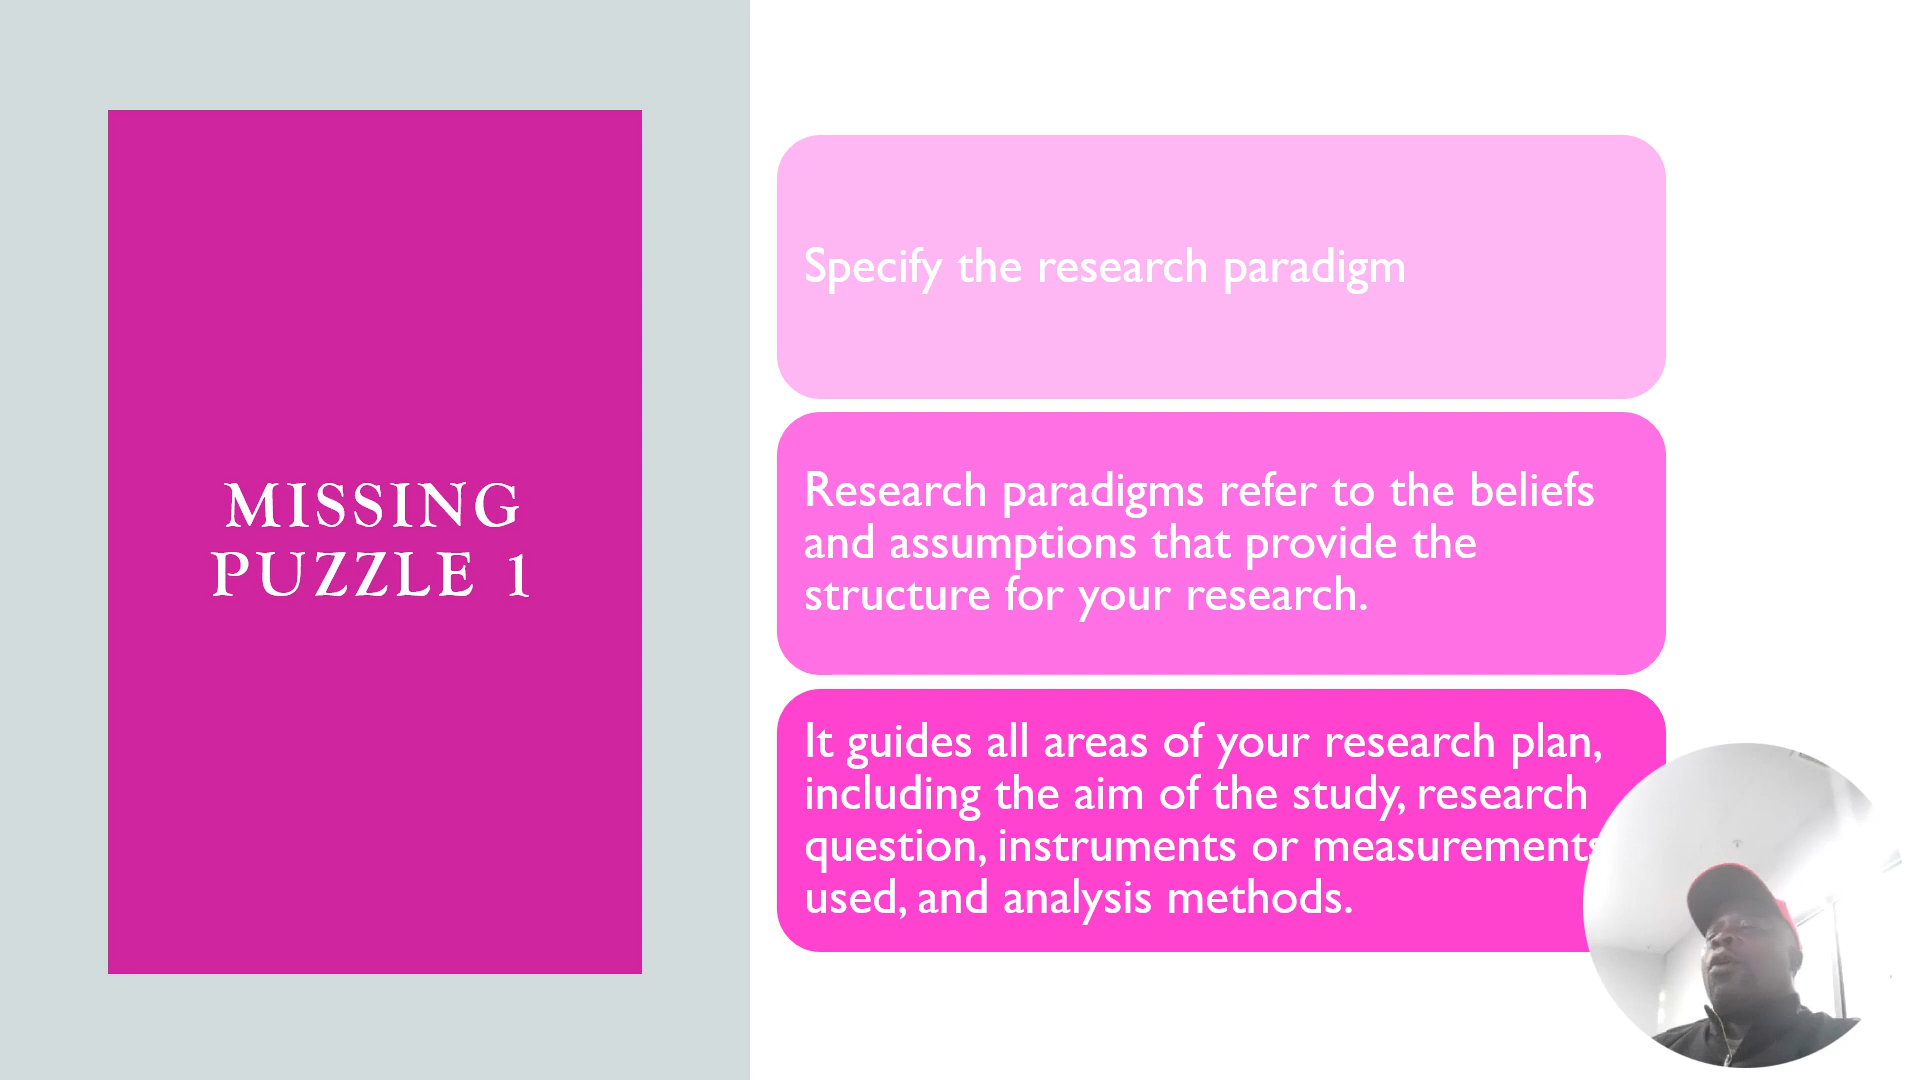 MISSING
PUZZLE 1
Specify the research paradigm
Research paradigms refer to the beliefs
and assumptions that provide the
structure for your research.
It guides all areas of your research plan,
including the aim of the study, research
question, instruments or measurements
used, and analysis methods.